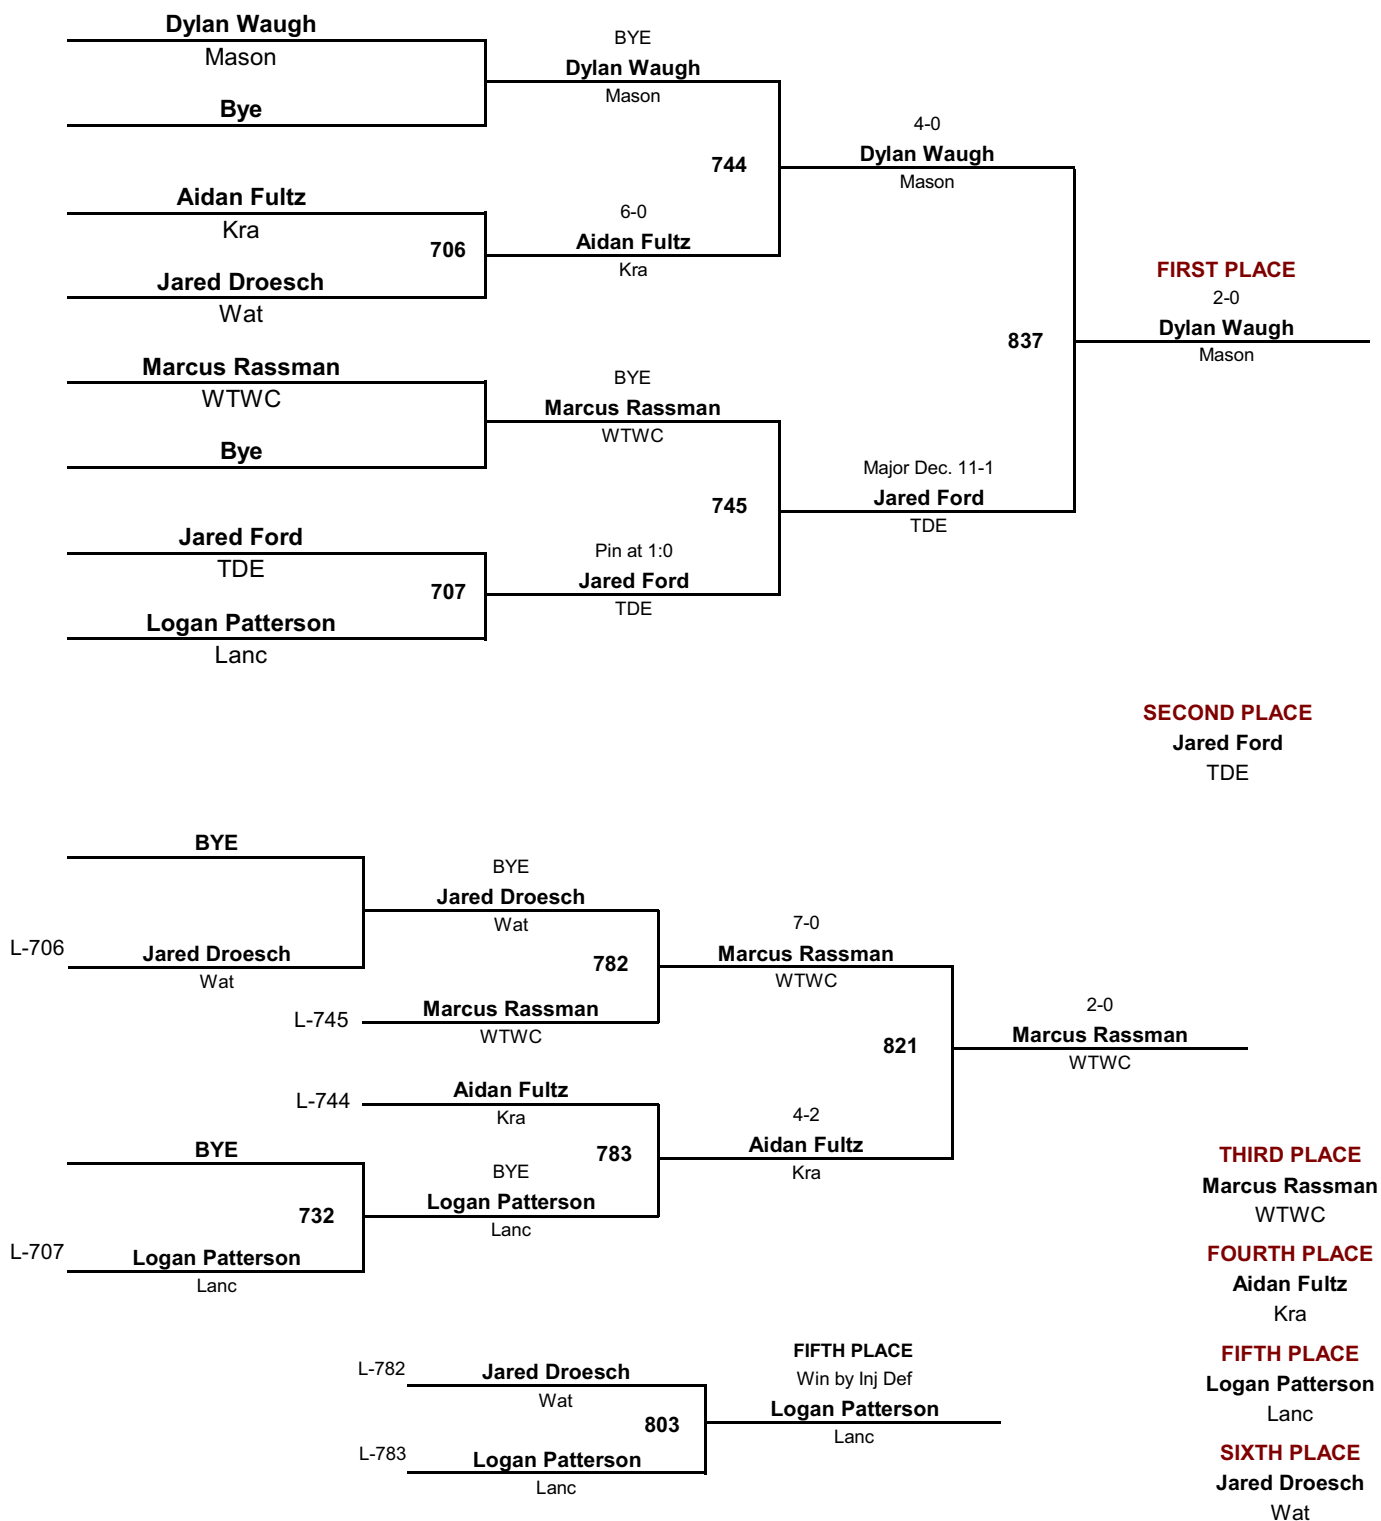 Dylan Waugh
Mason
Bye
BYE
Dylan Waugh
Mason
744
4-0
Dylan Waugh
Mason
Aidan Fultz
Kra
706
Jared Droesch
Wat
6-0
Aidan Fultz
Kra
FIRST PLACE
2-0
Dylan Waugh
Mason
837
Marcus Rassman
WTWC
Bye
BYE
Marcus Rassman
WTWC
745
Major Dec. 11-1
Jared Ford
TDE
Jared Ford
TDE
707
Logan Patterson
Lanc
Pin at 1:0
Jared Ford
TDE
SECOND PLACE
Jared Ford
TDE
BYE
L-706
Jared Droesch
Wat
BYE
Jared Droesch
Wat
782
L-745
Marcus Rassman
WTWC
7-0
Marcus Rassman
WTWC
821
2-0
Marcus Rassman
WTWC
L-744
Aidan Fultz
Kra
783
4-2
Aidan Fultz
Kra
BYE
732
L-707
Logan Patterson
Lanc
BYE
Logan Patterson
Lanc
THIRD PLACE
Marcus Rassman
WTWC
FOURTH PLACE
Aidan Fultz
Kra
L-782
Jared Droesch
Wat
803
L-783
Logan Patterson
Lanc
FIFTH PLACE
Win by Inj Def
Logan Patterson
Lanc
FIFTH PLACE
Logan Patterson
Lanc
SIXTH PLACE
Jared Droesch
Wat